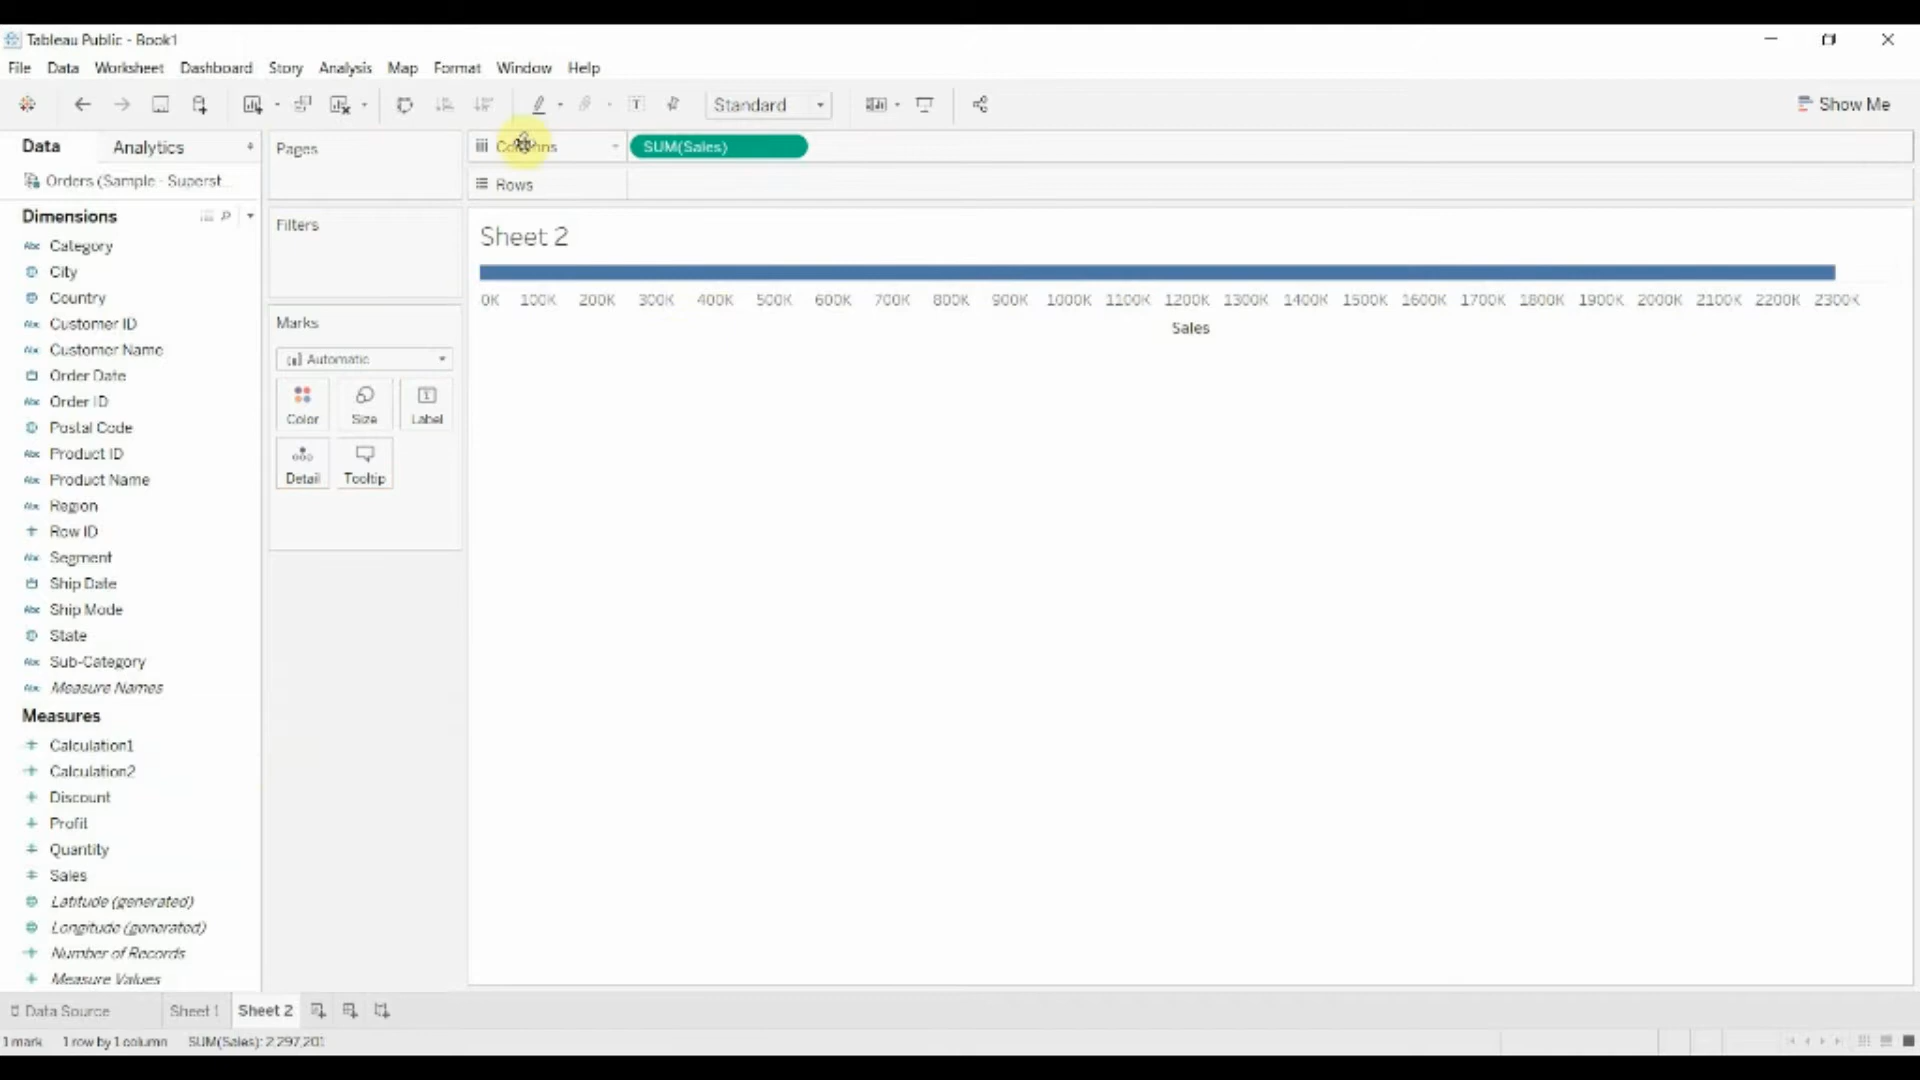 Tableau Public - Book1
File Data Worksheet Dashboard Story Analysis Map Format Window Help
Standard
Show Me
Data Analytics
Orders (Sample - Superst...
Dimensions
Category
City
Country
Customer ID
Customer Name
Order Date
Order ID
Postal Code
Product ID
Product Name
Region
Row ID
Segment
Ship Date
Ship Mode
State
Sub-Category
Measure Names
Measures
Calculation1
Calculation2
Discount
Profit
Quantity
Sales
Latitude (generated)
Longitude (generated)
Number of Records
Measure Values
Pages
Filters
Marks
Automatic
Color Size Label
Detail Tooltip
Columns SUM(Sales)
Rows
Sheet 2
0K 100K 200K 300K 400K 500K 600K 700K 800K 900K 1000K 1100K 1200K 1300K 1400K 1500K 1600K 1700K 1800K 1900K 2000K 2100K 2200K 2300K
Sales
Data Source Sheet 1 Sheet 2
1 mark 1 row by 1 column SUM(Sales): 2,297,201